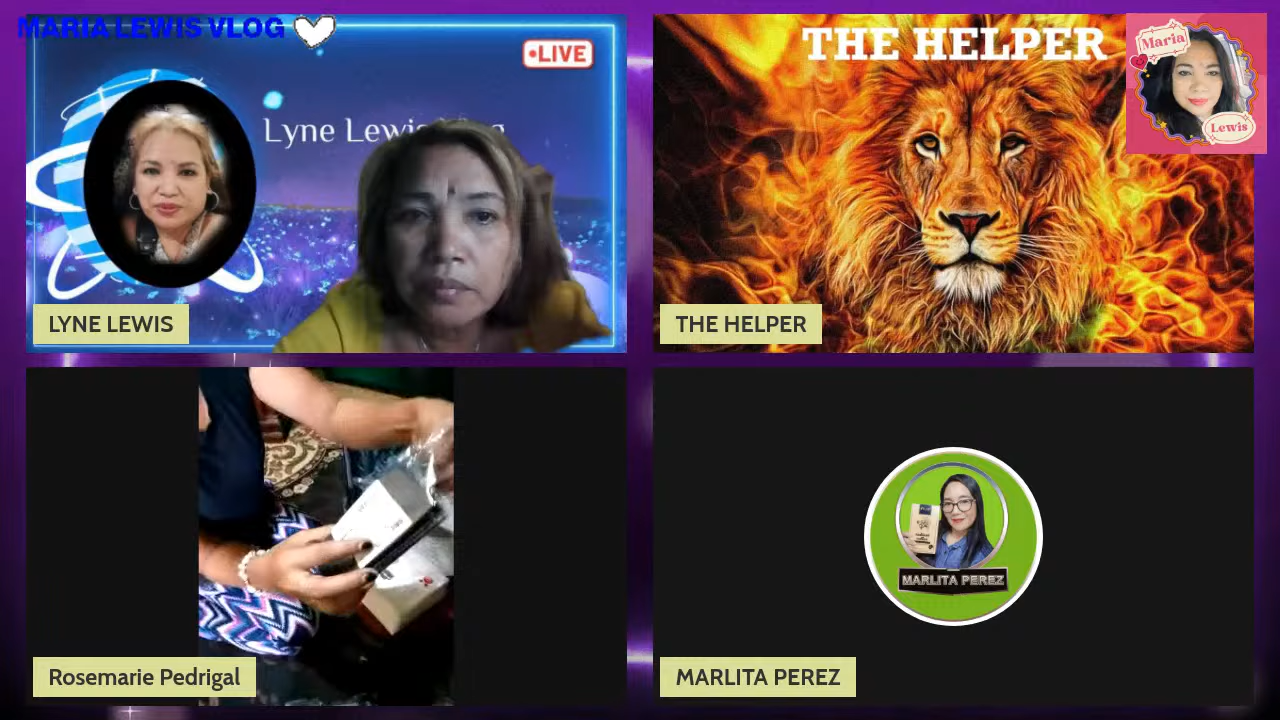 MARIA LEWIS VLOG
LIVE
Lyne Lewis Vlog
LYNE LEWIS
THE HELPER
Maria
Lewis
THE HELPER
Rosemarie Pedrigal
MARLITA PEREZ
MARLITA PEREZ